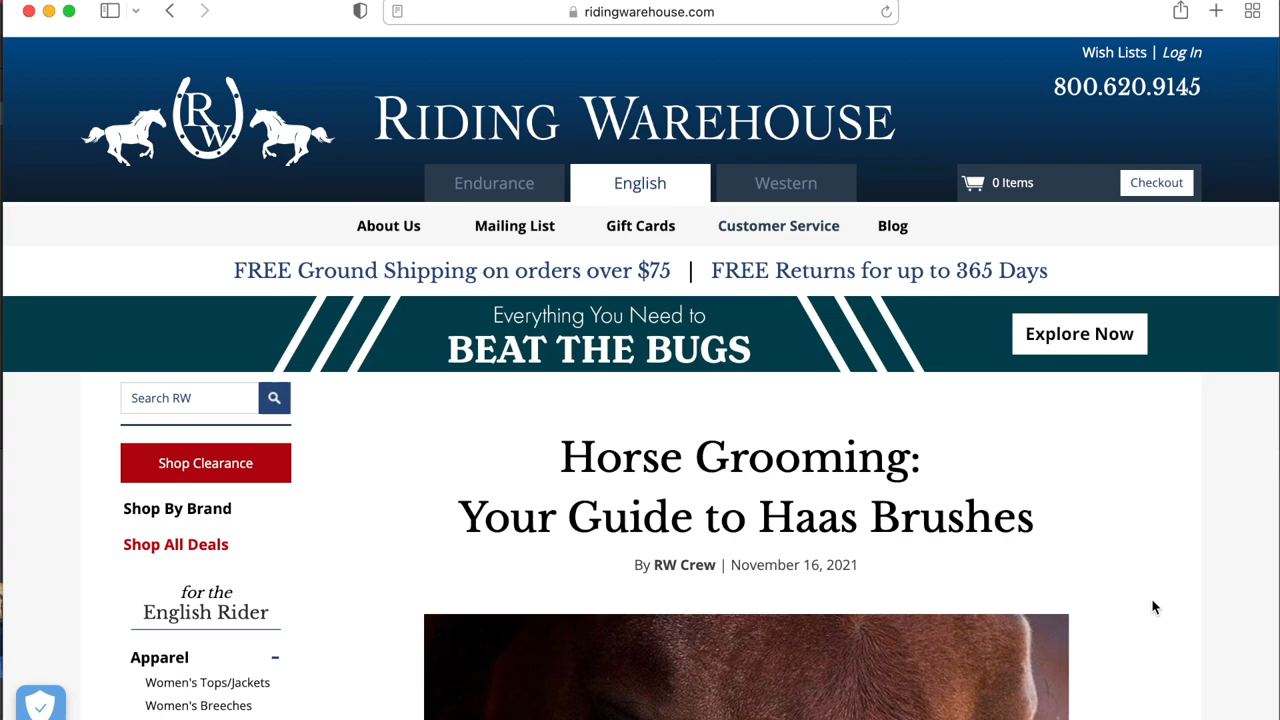 ridingwarehouse.com
Wish Lists | Log In
800.620.9145
RW
RIDING WAREHOUSE
Endurance
English
Western
0 Items
Checkout
About Us
Mailing List
Gift Cards
Customer Service
Blog
FREE Ground Shipping on orders over $75 | FREE Returns for up to 365 Days
Everything You Need to
BEAT THE BUGS
Explore Now
Search RW
Shop Clearance
Shop By Brand
Shop All Deals
for the
English Rider
Apparel
Women's Tops/Jackets
Women's Breeches
Horse Grooming:
Your Guide to Haas Brushes
By RW Crew | November 16, 2021